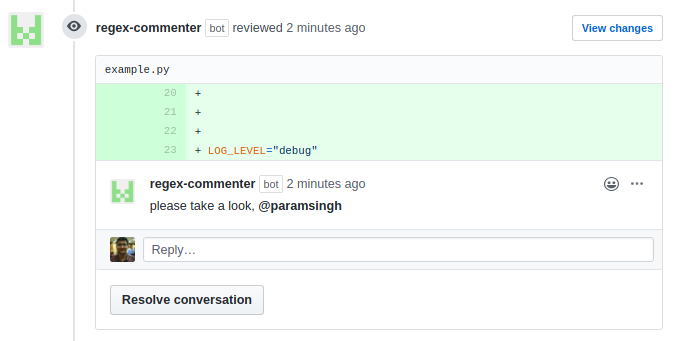 regex-commenter bot reviewed 2 minutes ago View changes
example.py
20 +
21 +
22 +
23 + LOG_LEVEL="debug"
regex-commenter bot 2 minutes ago
please take a look, @paramsingh
Reply…
Resolve conversation